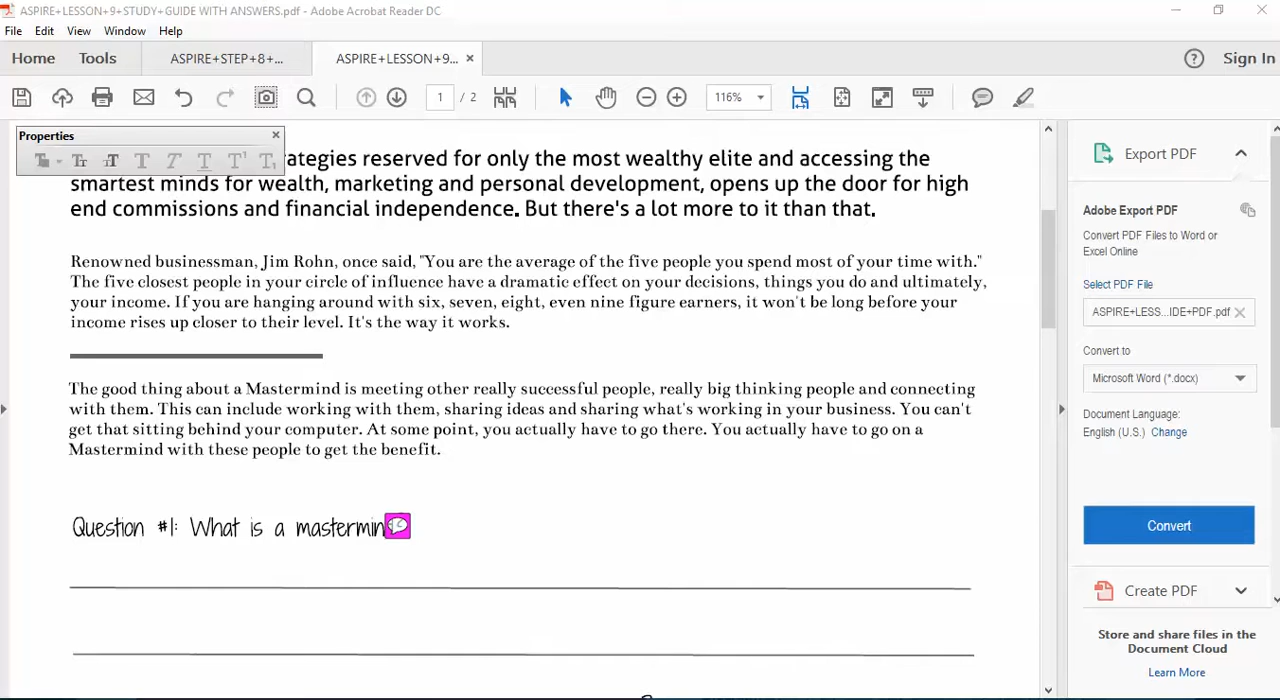 ASPIRE+LESSON+9+STUDY+GUIDE WITH ANSWERS.pdf - Adobe Acrobat Reader DC
File Edit View Window Help
Home Tools ASPIRE+STEP+8+... ASPIRE+LESSON+9... × Sign In
1 / 2 116%
Properties
rategies reserved for only the most wealthy elite and accessing the
smartest minds for wealth, marketing and personal development, opens up the door for high
end commissions and financial independence. But there's a lot more to it than that.
Renowned businessman, Jim Rohn, once said, "You are the average of the five people you spend most of your time with."
The five closest people in your circle of influence have a dramatic effect on your decisions, things you do and ultimately,
your income. If you are hanging around with six, seven, eight, even nine figure earners, it won't be long before your
income rises up closer to their level. It's the way it works.
The good thing about a Mastermind is meeting other really successful people, really big thinking people and connecting
with them. This can include working with them, sharing ideas and sharing what's working in your business. You can't
get that sitting behind your computer. At some point, you actually have to go there. You actually have to go on a
Mastermind with these people to get the benefit.
Question #1: What is a mastermin
Export PDF
Adobe Export PDF
Convert PDF Files to Word or
Excel Online
Select PDF File
ASPIRE+LESS...IDE+PDF.pdf
Convert to
Microsoft Word (*.docx)
Document Language:
English (U.S.) Change
Convert
Create PDF
Store and share files in the
Document Cloud
Learn More